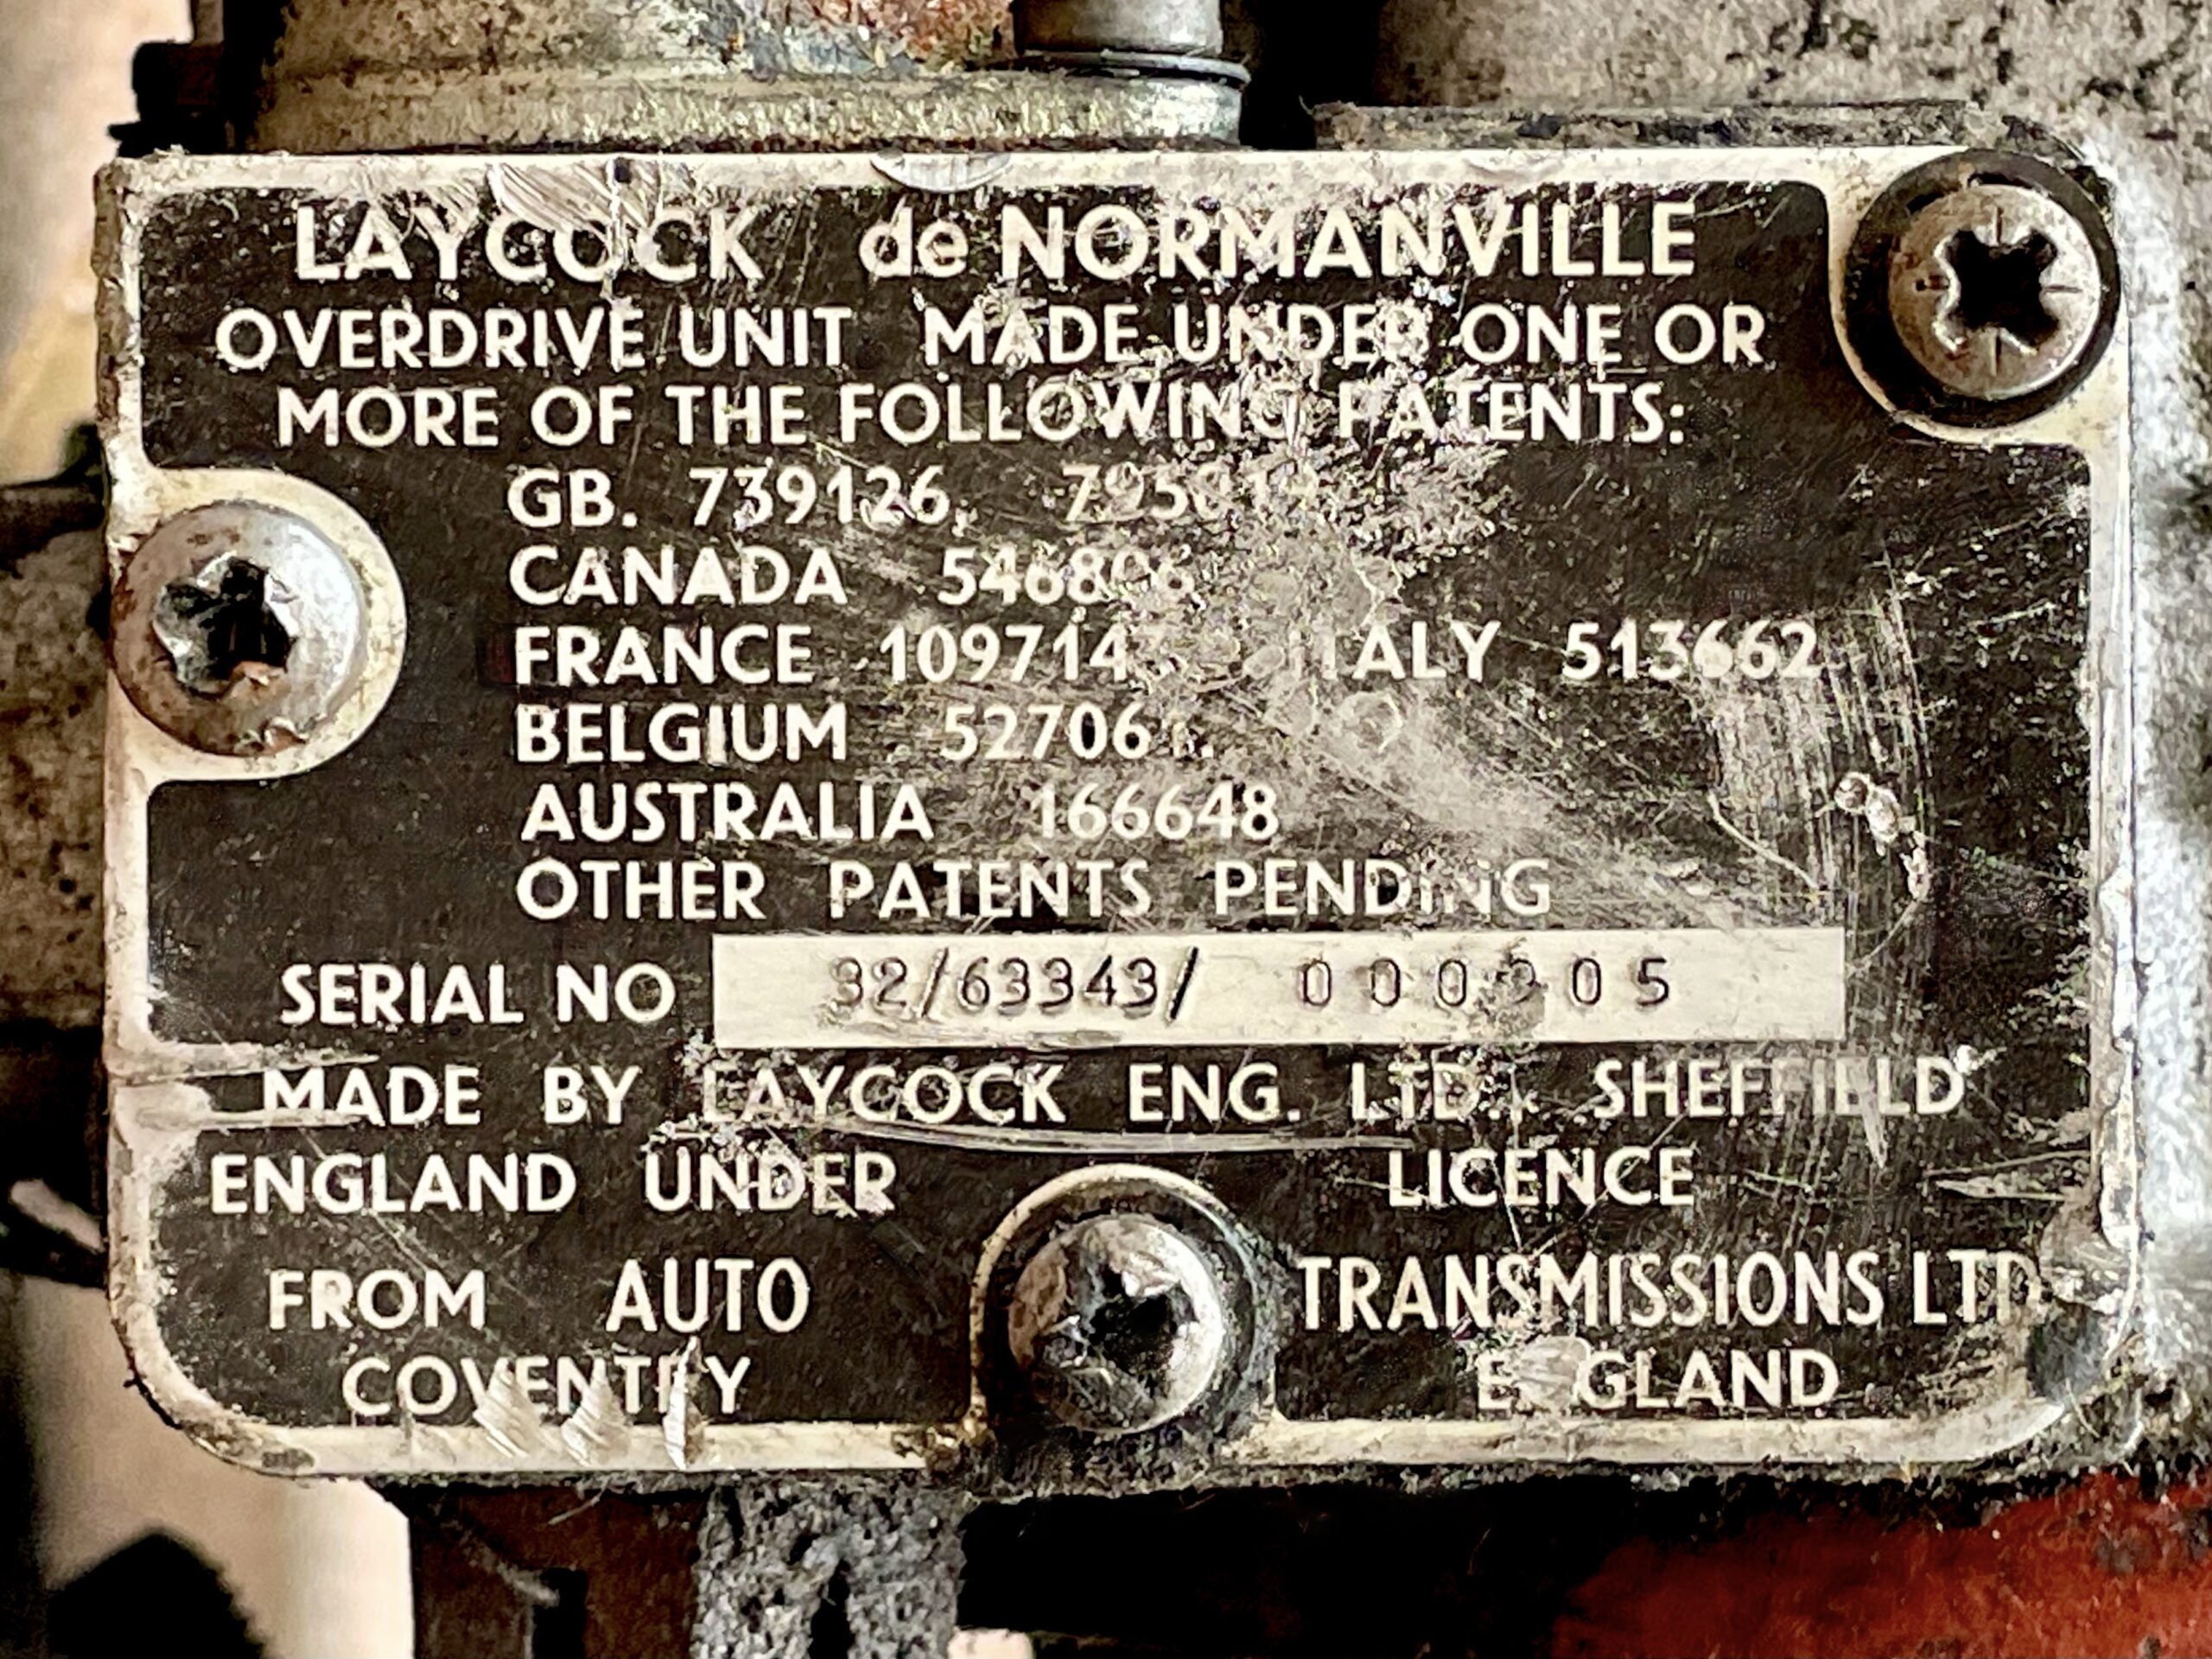 LAYCOCK de NORMANVILLE
OVERDRIVE UNIT MADE UNDER ONE OR
MORE OF THE FOLLOWING PATENTS:
GB. 739126,
CANADA
FRANCE ITALY 513662
BELGIUM
AUSTRALIA 166648
OTHER PATENTS PENDING
SERIAL NO 32/63343/
MADE BY LAYCOCK ENG. LTD., SHEFFIELD
ENGLAND UNDER LICENCE
FROM AUTO TRANSMISSIONS LTD
COVENTRY ENGLAND